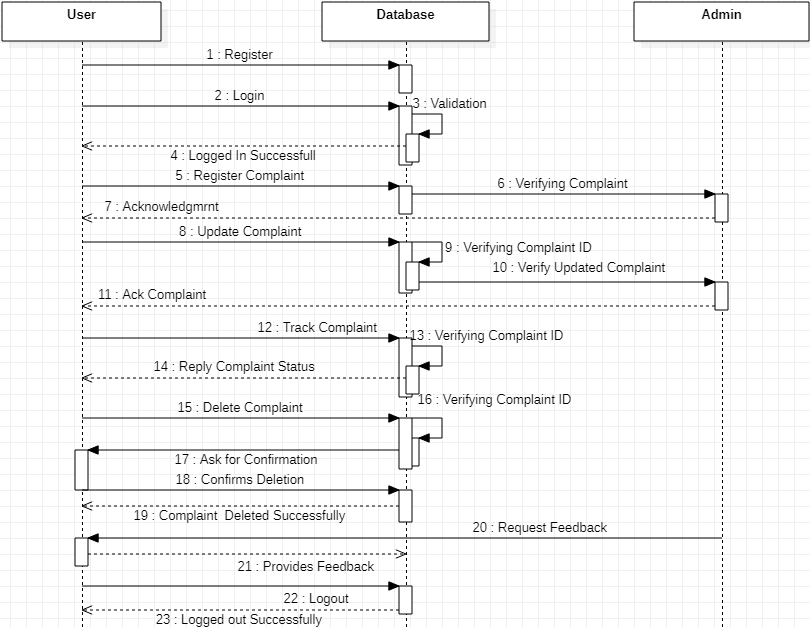 User
Database
Admin
1 : Register
2 : Login
3 : Validation
4 : Logged In Successfull
5 : Register Complaint
6 : Verifying Complaint
7 : Acknowledgmrnt
8 : Update Complaint
9 : Verifying Complaint ID
10 : Verify Updated Complaint
11 : Ack Complaint
12 : Track Complaint
13 : Verifying Complaint ID
14 : Reply Complaint Status
16 : Verifying Complaint ID
15 : Delete Complaint
17 : Ask for Confirmation
18 : Confirms Deletion
19 : Complaint  Deleted Successfully
20 : Request Feedback
21 : Provides Feedback
22 : Logout
23 : Logged out Successfully